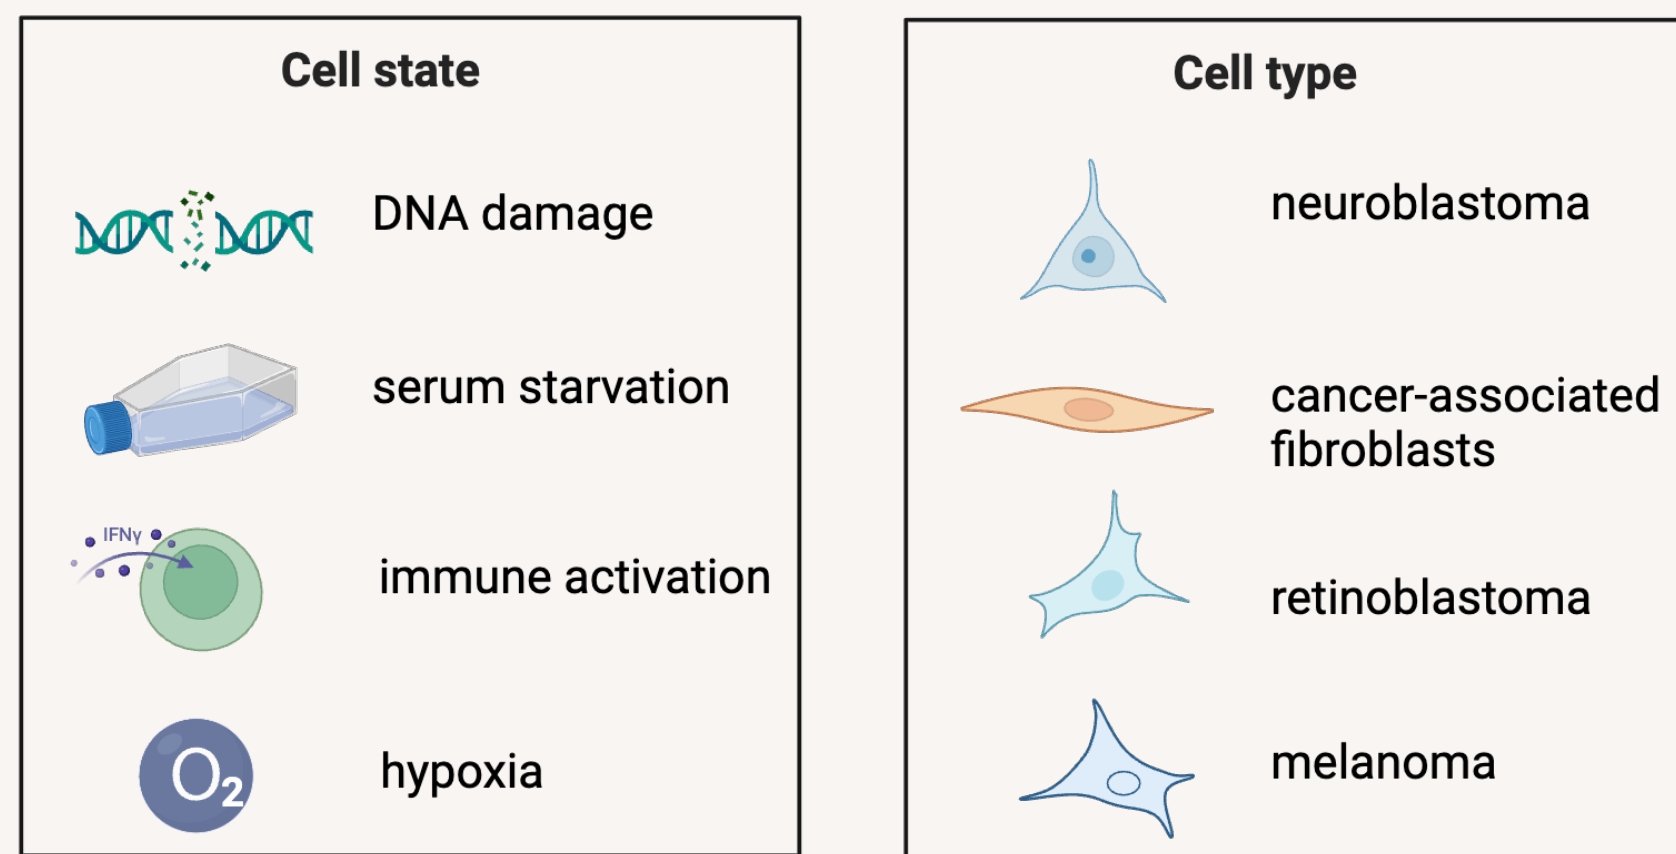 Cell state
DNA damage
serum starvation
IFNγ
immune activation
O2
hypoxia
Cell type
neuroblastoma
cancer-associated
fibroblasts
retinoblastoma
melanoma